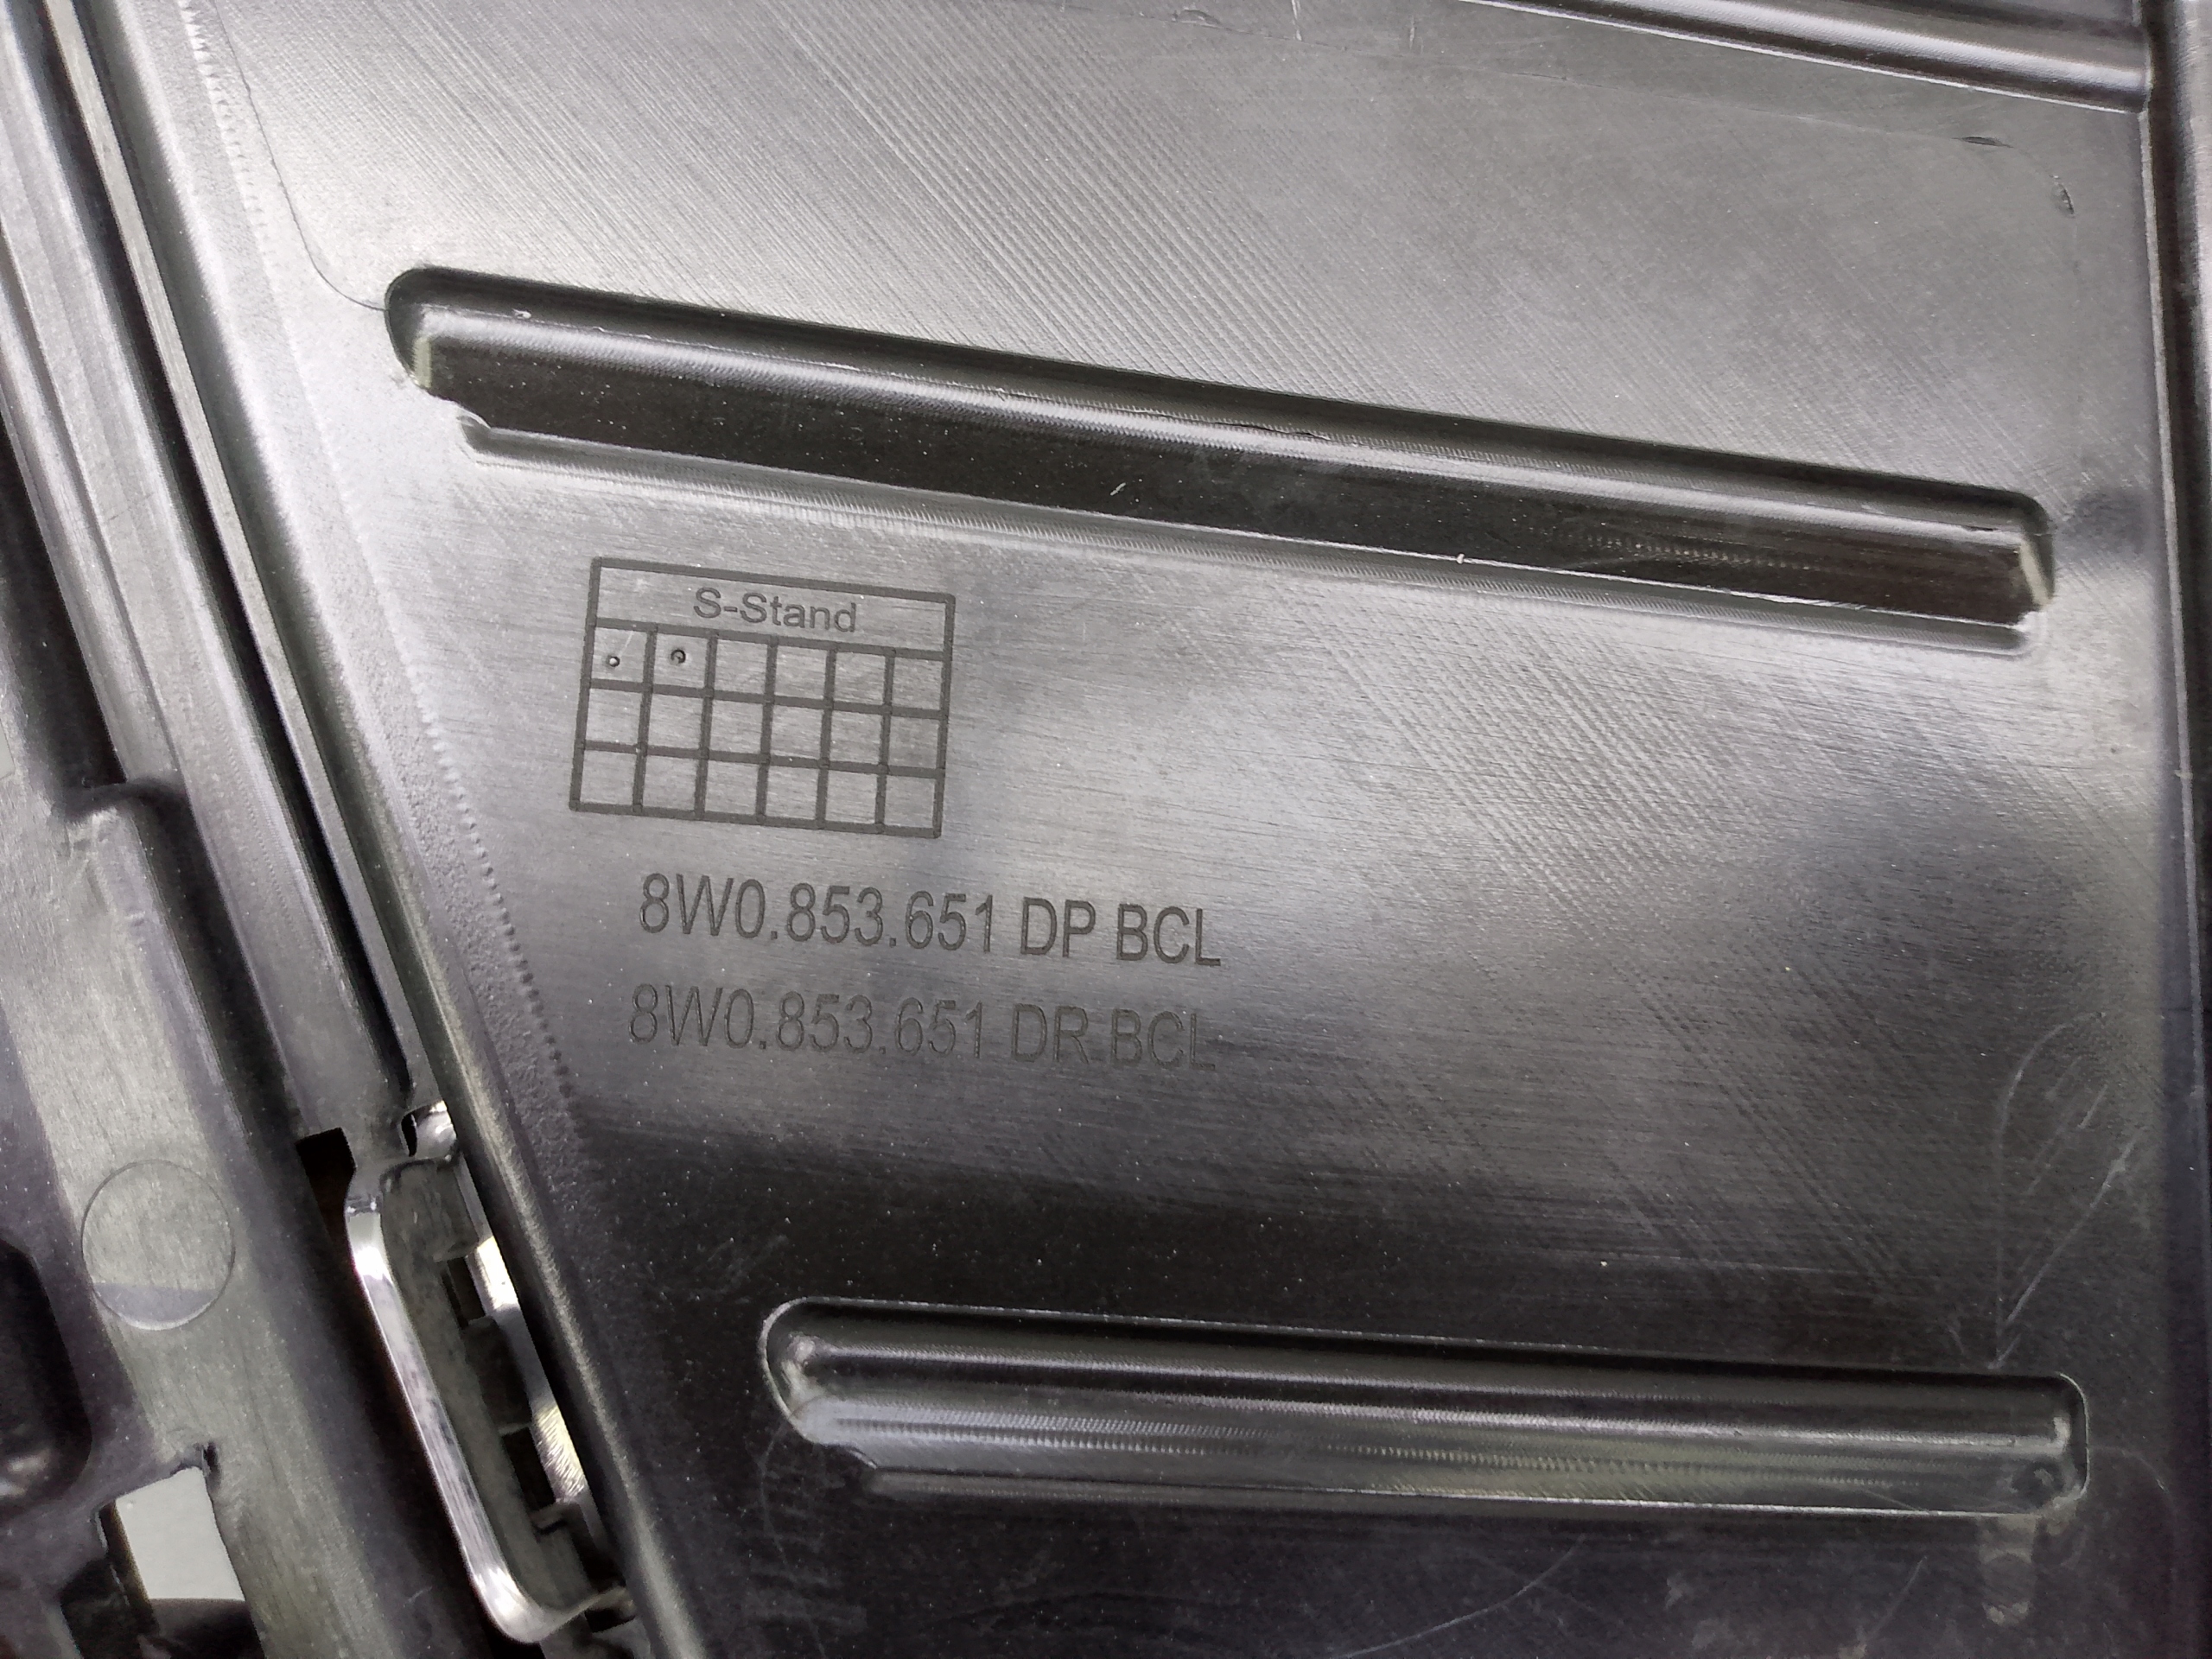 S-Stand
8W0.853.651 DP BCL
8W0.853.651 DR BCL